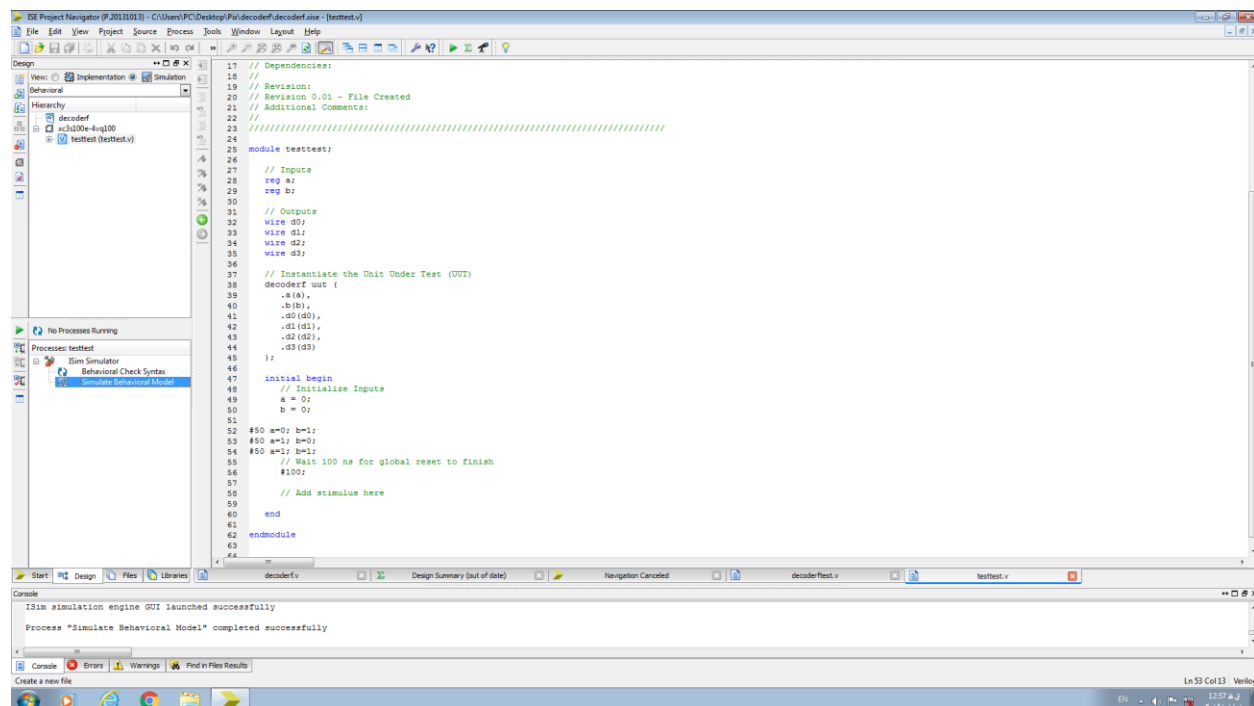 ISE Project Navigator (P.20131013) - C:\Users\PC\Desktop\Pix\decoderf\decoderf.xise - [testtest.v]
File Edit View Project Source Process Tools Window Layout Help
Design
View: Implementation Simulation
Behavioral
Hierarchy
decoderf
xc3s100e-4vq100
testtest (testtest.v)
No Processes Running
Processes: testtest
ISim Simulator
Behavioral Check Syntax
Simulate Behavioral Model
17 // Dependencies:
18 //
19 // Revision:
20 // Revision 0.01 - File Created
21 // Additional Comments:
22 //
23 ////////////////////////////////////////////////////////////////////////////////
24
25 module testtest;
26
27 // Inputs
28 reg a;
29 reg b;
30
31 // Outputs
32 wire d0;
33 wire d1;
34 wire d2;
35 wire d3;
36
37 // Instantiate the Unit Under Test (UUT)
38 decoderf uut (
39 .a(a),
40 .b(b),
41 .d0(d0),
42 .d1(d1),
43 .d2(d2),
44 .d3(d3)
45 );
46
47 initial begin
48 // Initialize Inputs
49 a = 0;
50 b = 0;
51
52 #50 a=0; b=1;
53 #50 a=1; b=0;
54 #50 a=1; b=1;
55 // Wait 100 ns for global reset to finish
56 #100;
57
58 // Add stimulus here
59
60 end
61
62 endmodule
63
64
Start Design Files Libraries
decoderf.v Design Summary (out of date) Navigation Canceled decoderftest.v testtest.v
Console
ISim simulation engine GUI launched successfully
Process "Simulate Behavioral Model" completed successfully
Console Errors Warnings Find in Files Results
Create a new file
Ln 53 Col 13 Verilog
EN
12:57 ق.ظ